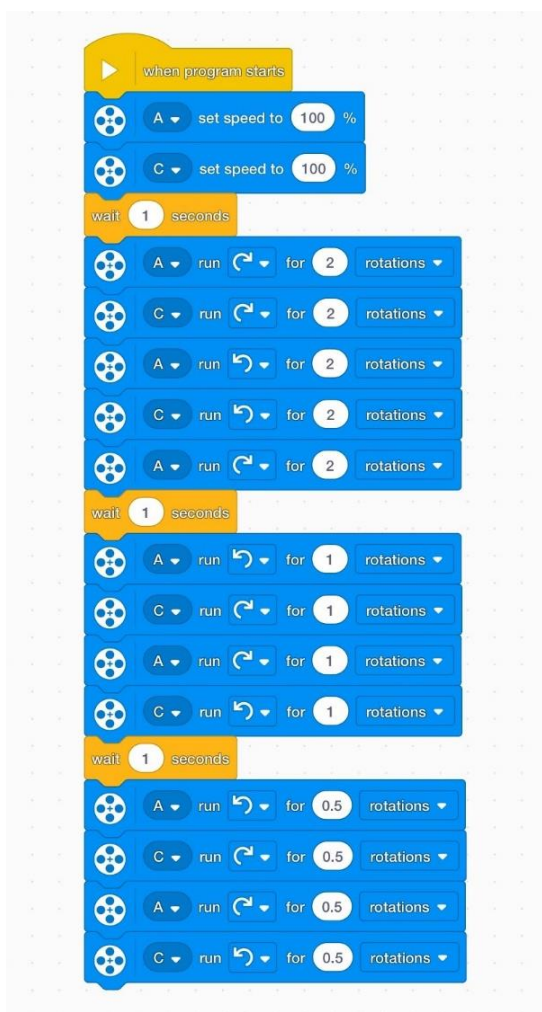 when program starts
A set speed to 100 %
C set speed to 100 %
wait 1 seconds
A run for 2 rotations
C run for 2 rotations
A run for 2 rotations
C run for 2 rotations
A run for 2 rotations
wait 1 seconds
A run for 1 rotations
C run for 1 rotations
A run for 1 rotations
C run for 1 rotations
wait 1 seconds
A run for 0.5 rotations
C run for 0.5 rotations
A run for 0.5 rotations
C run for 0.5 rotations